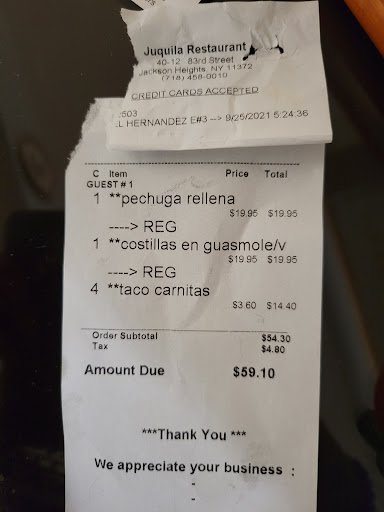 Juquila Restaurant
40-12 83rd Street
Jackson Heights, NY 11372
(718) 458-0010
CREDIT CARDS ACCEPTED
:503
.L HERNANDEZ E#3 --> 9/25/2021 5:24:36
C Item Price Total
GUEST # 1
1 **pechuga rellena
$19.95 $19.95
----> REG
1 **costillas en guasmole/v
$19.95 $19.95
----> REG
4 **taco carnitas
$3.60 $14.40
Order Subtotal $54.30
Tax $4.80
Amount Due $59.10
***Thank You ***
We appreciate your business :
-
-